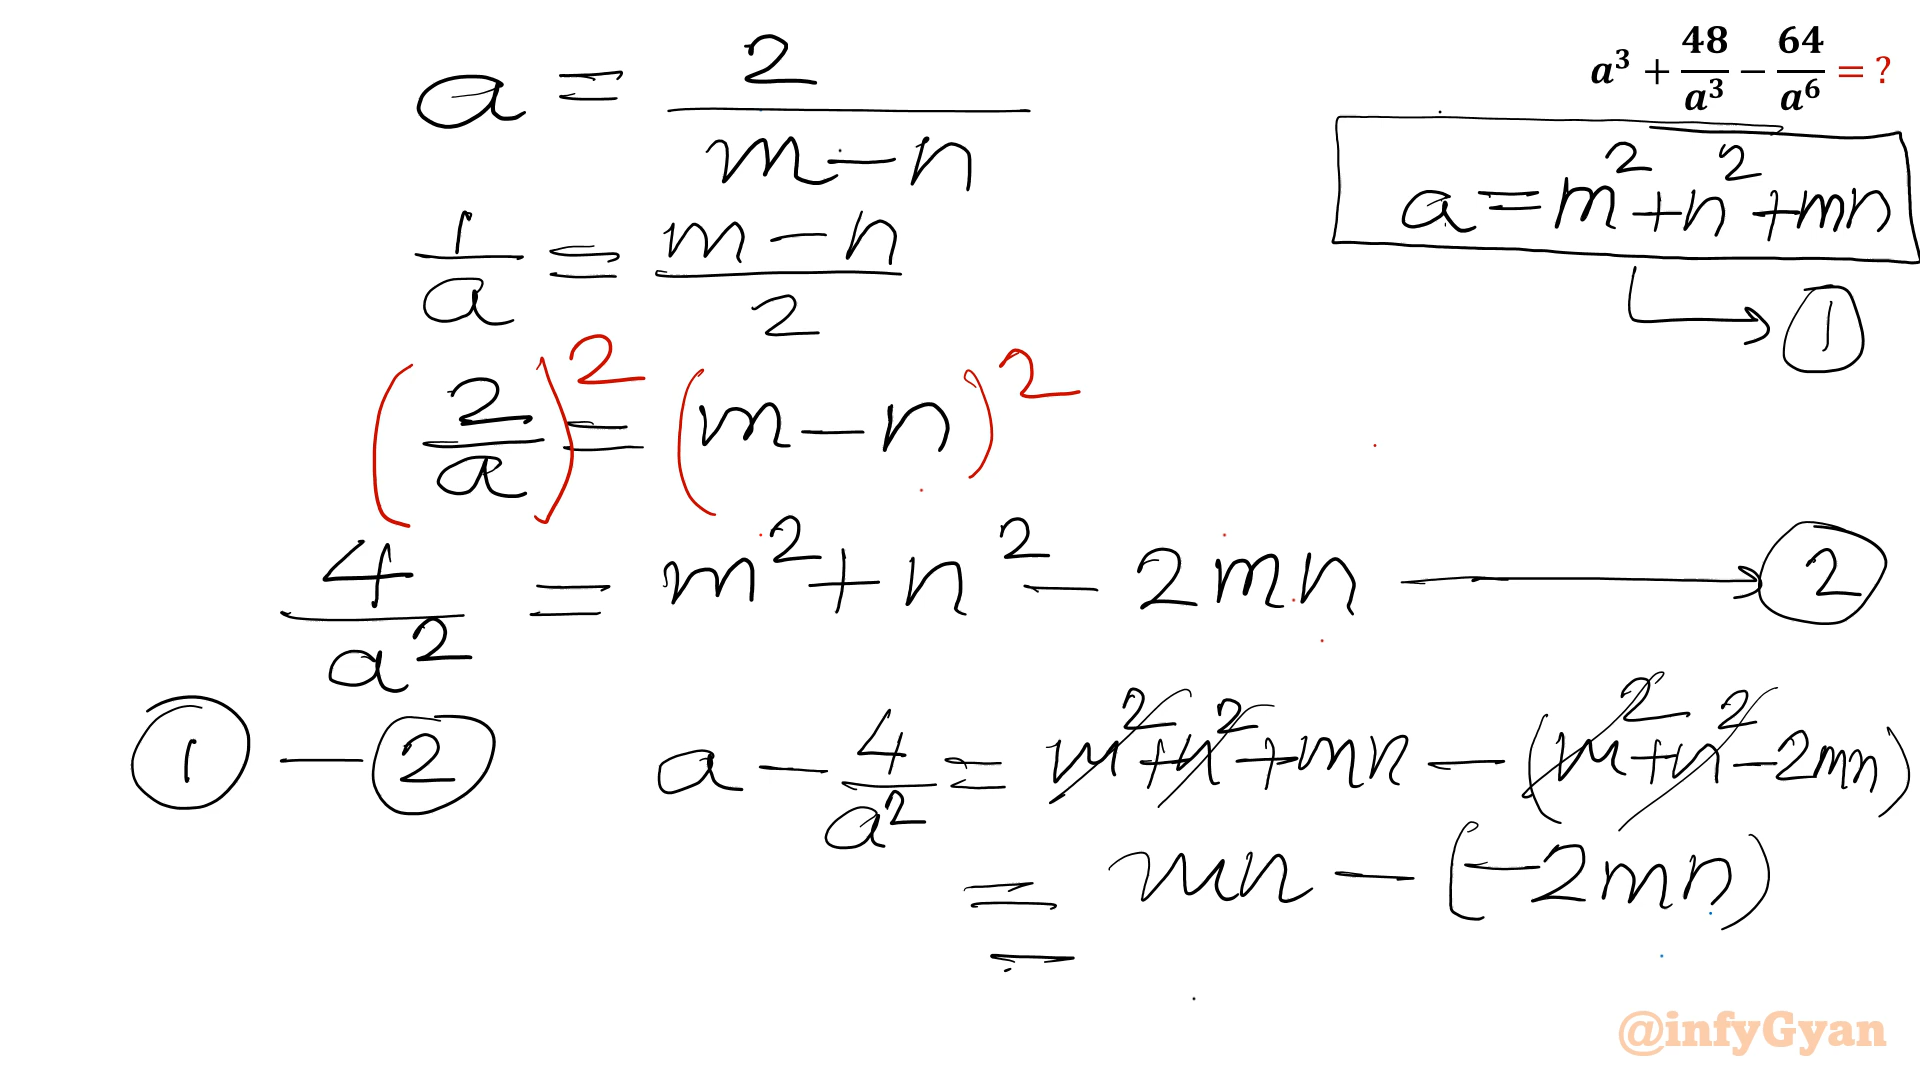 a³ + 48/a³ − 64/a⁶ = ?
a = 2/(m − n)
a = m² + n² + mn
1/a = (m − n)/2
→ ①
(2/a)² = (m − n)²
4/a² = m² + n² − 2mn → ②
① − ② a − 4/a² = m² + n² + mn − (m² + n² − 2mn)
= mn − (−2mn)
=
@infyGyan